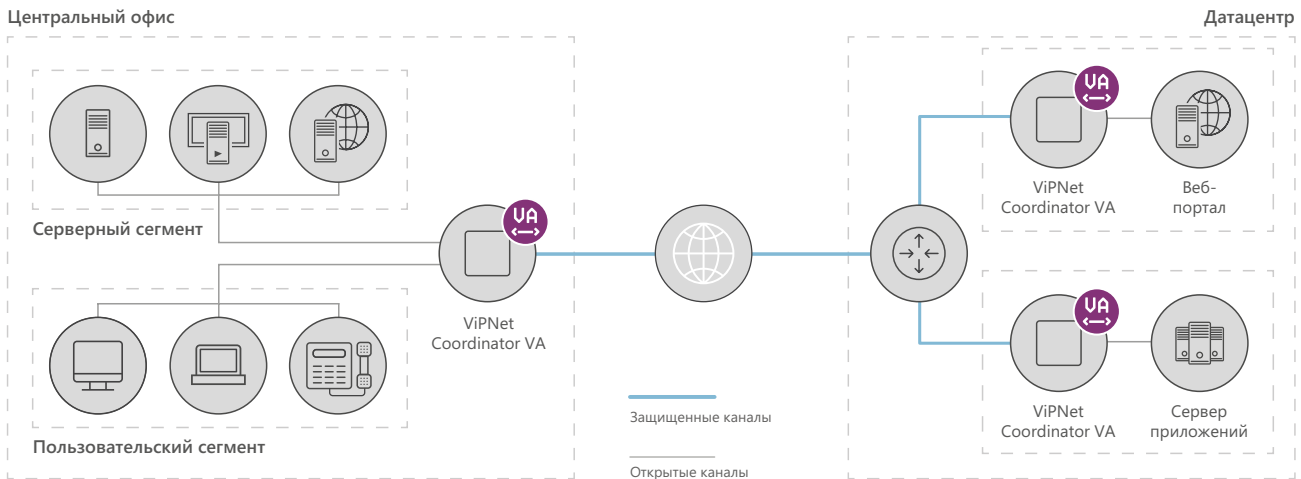 Центральный офис
Датацентр
VA
ViPNet
Coordinator VA
Веб-
портал
Серверный сегмент
VA
ViPNet
Coordinator VA
VA
ViPNet
Coordinator VA
Сервер
приложений
Пользовательский сегмент
Защищенные каналы
Открытые каналы